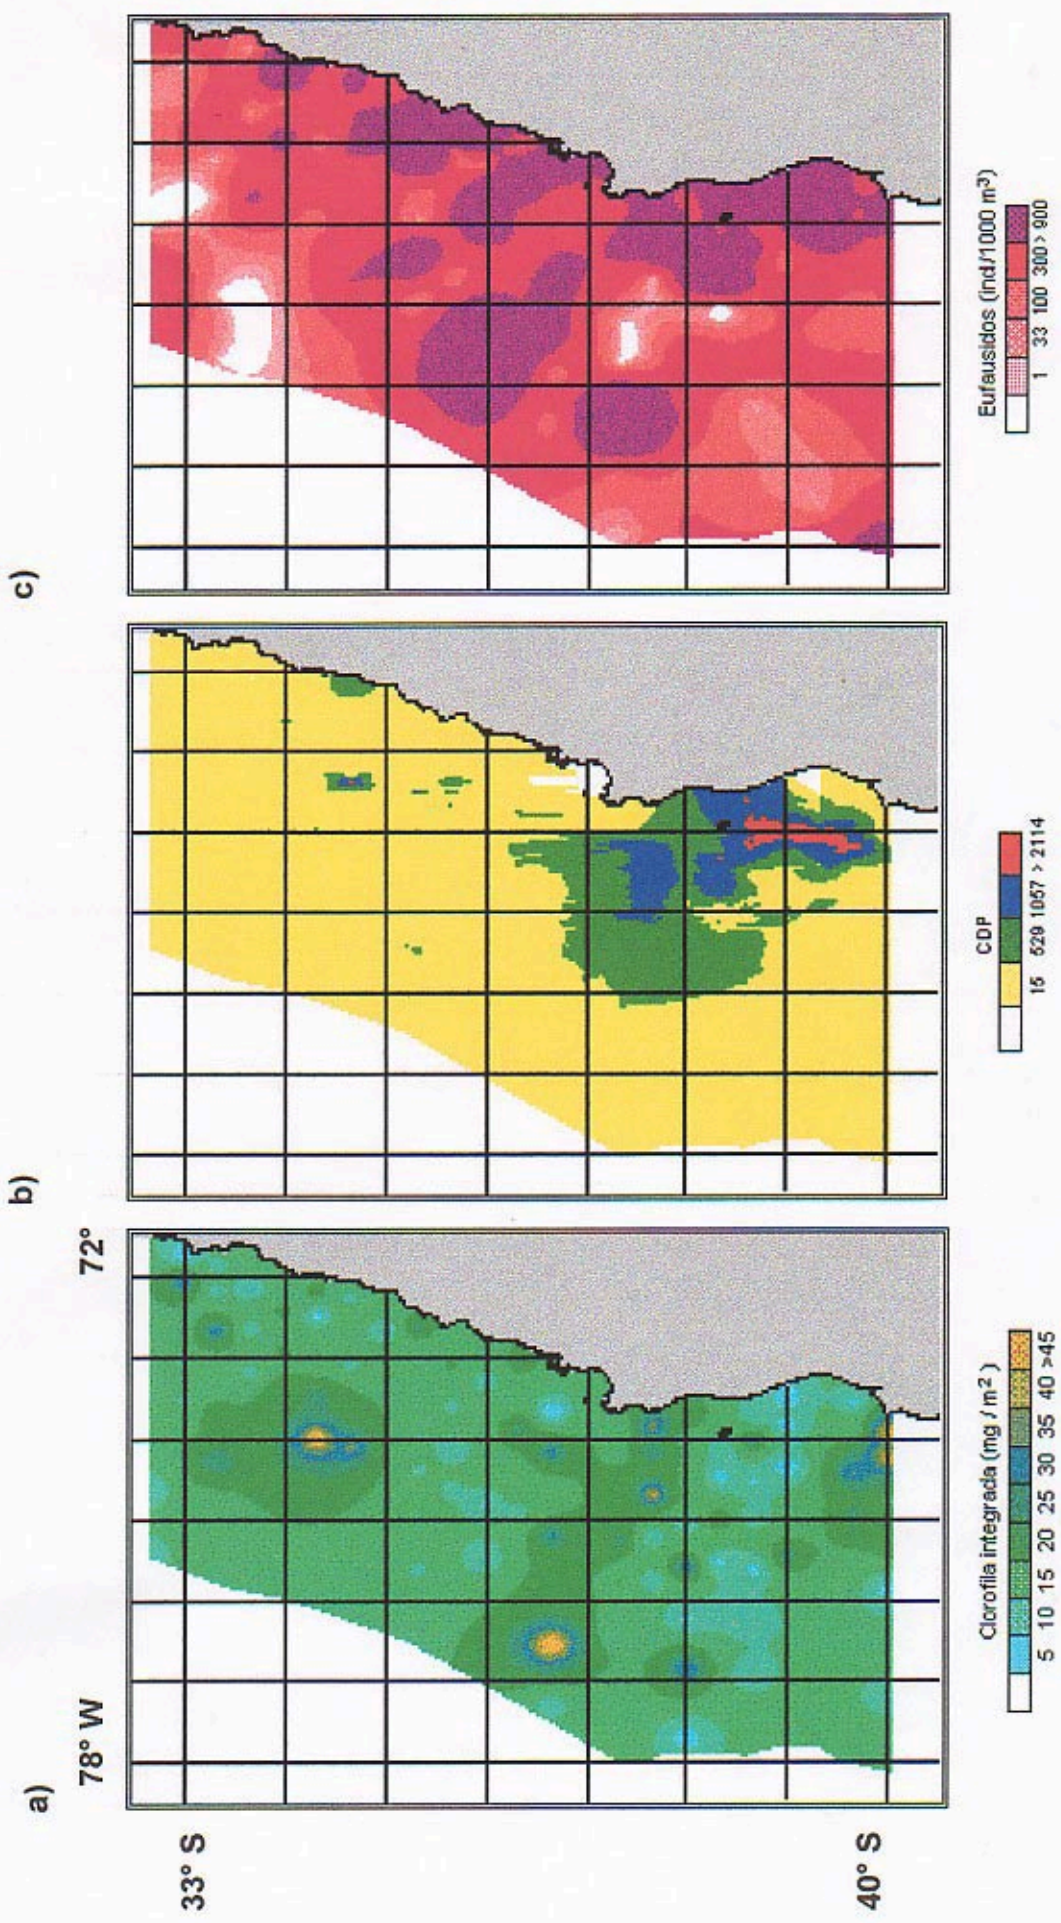 a)
78° W
72°
33° S
40° S
Clorofila integrada (mg / m²)
5 10 15 20 25 30 35 40 >45
b)
CDP
15 529 1057 > 2114
c)
Eufausidos (ind/1000 m³)
1 33 100 300 > 900